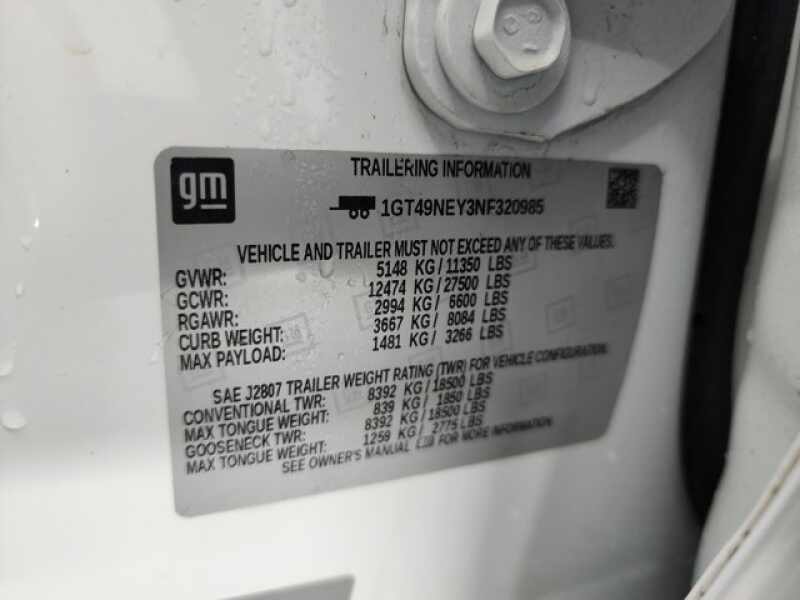 gm
TRAILERING INFORMATION
1GT49NEY3NF320985
VEHICLE AND TRAILER MUST NOT EXCEED ANY OF THESE VALUES.
GVWR: 5148 KG/11350 LBS
GCWR: 12474 KG/27500 LBS
RGAWR: 2994 KG/ 6600 LBS
CURB WEIGHT: 3667 KG/ 8084 LBS
MAX PAYLOAD: 1481 KG/ 3266 LBS
SAE J2807 TRAILER WEIGHT RATING (TWR) FOR VEHICLE CONFIGURATION.
CONVENTIONAL TWR: 8392 KG/18500 LBS
MAX TONGUE WEIGHT: 839 KG/ 1850 LBS
GOOSENECK TWR: 8392 KG/18500 LBS
MAX TONGUE WEIGHT: 1259 KG/ 2775 LBS
SEE OWNER'S MANUAL FOR MORE INFORMATION